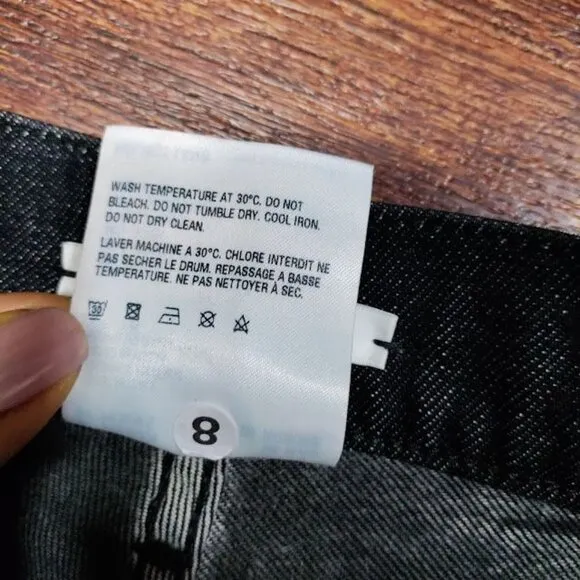 WASH TEMPERATURE AT 30°C. DO NOT
BLEACH. DO NOT TUMBLE DRY. COOL IRON.
DO NOT DRY CLEAN.
LAVER MACHINE A 30°C. CHLORE INTERDIT NE
PAS SECHER LE DRUM. REPASSAGE A BASSE
TEMPERATURE. NE PAS NETTOYER À SEC.
30
8